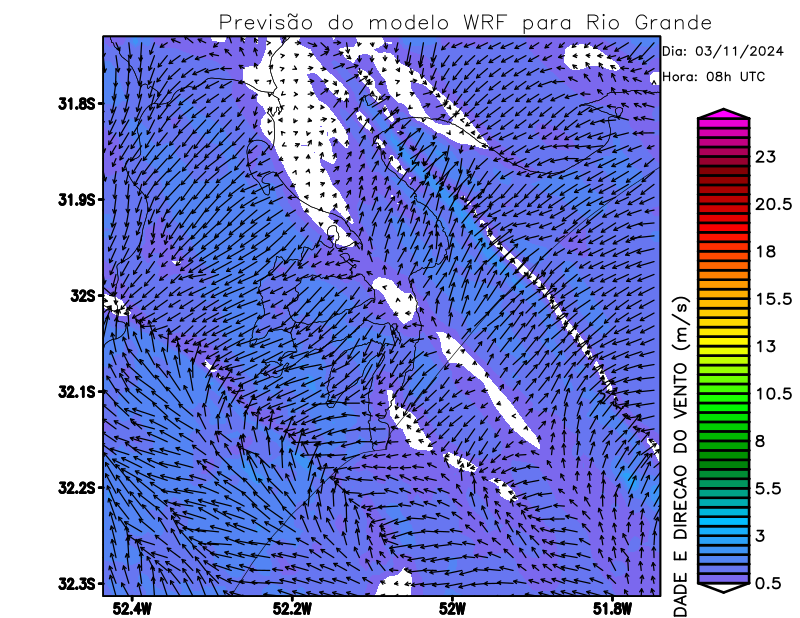 Previsão do modelo WRF para Rio Grande
Dia: 03/11/2024
Hora: 08h UTC
31.8S
31.9S
32S
32.1S
32.2S
32.3S
52.4W
52.2W
52W
51.8W
23
20.5
18
15.5
13
10.5
8
5.5
3
0.5
DADE E DIRECAO DO VENTO (m/s)